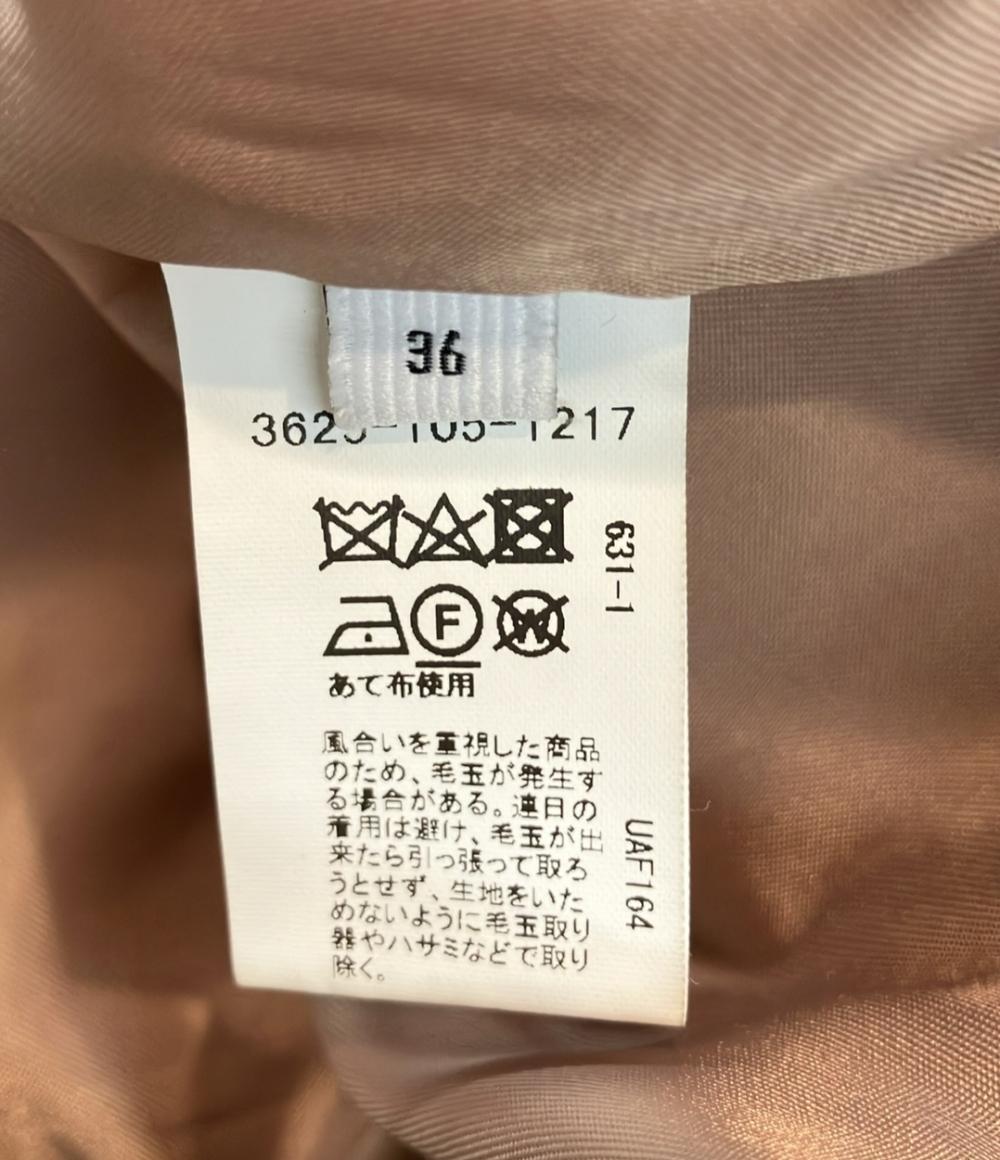 36
631-1
F
W
あて布使用
風合いを重視した商品
のため、毛玉が発生す
る場合がある。連日の
着用は避け、毛玉が出
来たら引っ張って取ろ
うとせず、生地をいた
めないように毛玉取り
器やハサミなどで取り
除く。
UAF164